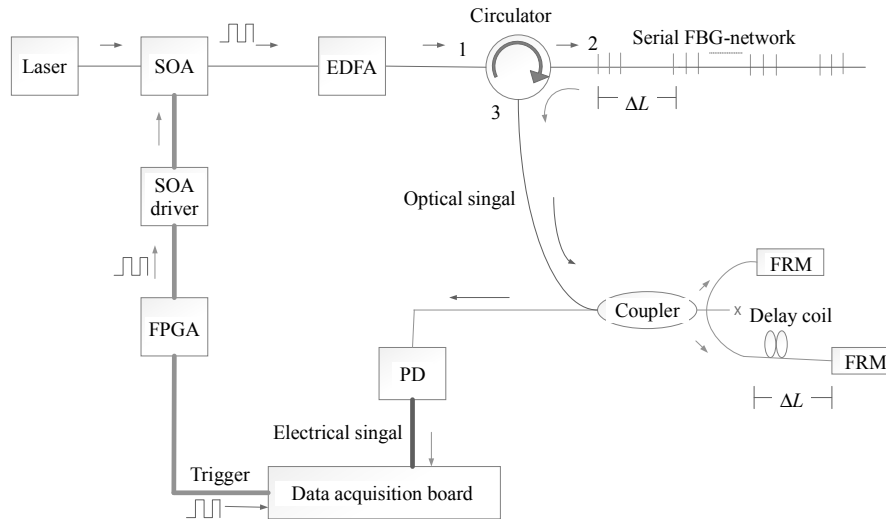 Circulator
Laser
SOA
EDFA
1
2
3
Serial FBG-network
ΔL
SOA
driver
Optical singal
FPGA
Coupler
FRM
x
Delay coil
FRM
ΔL
PD
Electrical singal
Trigger
Data acquisition board